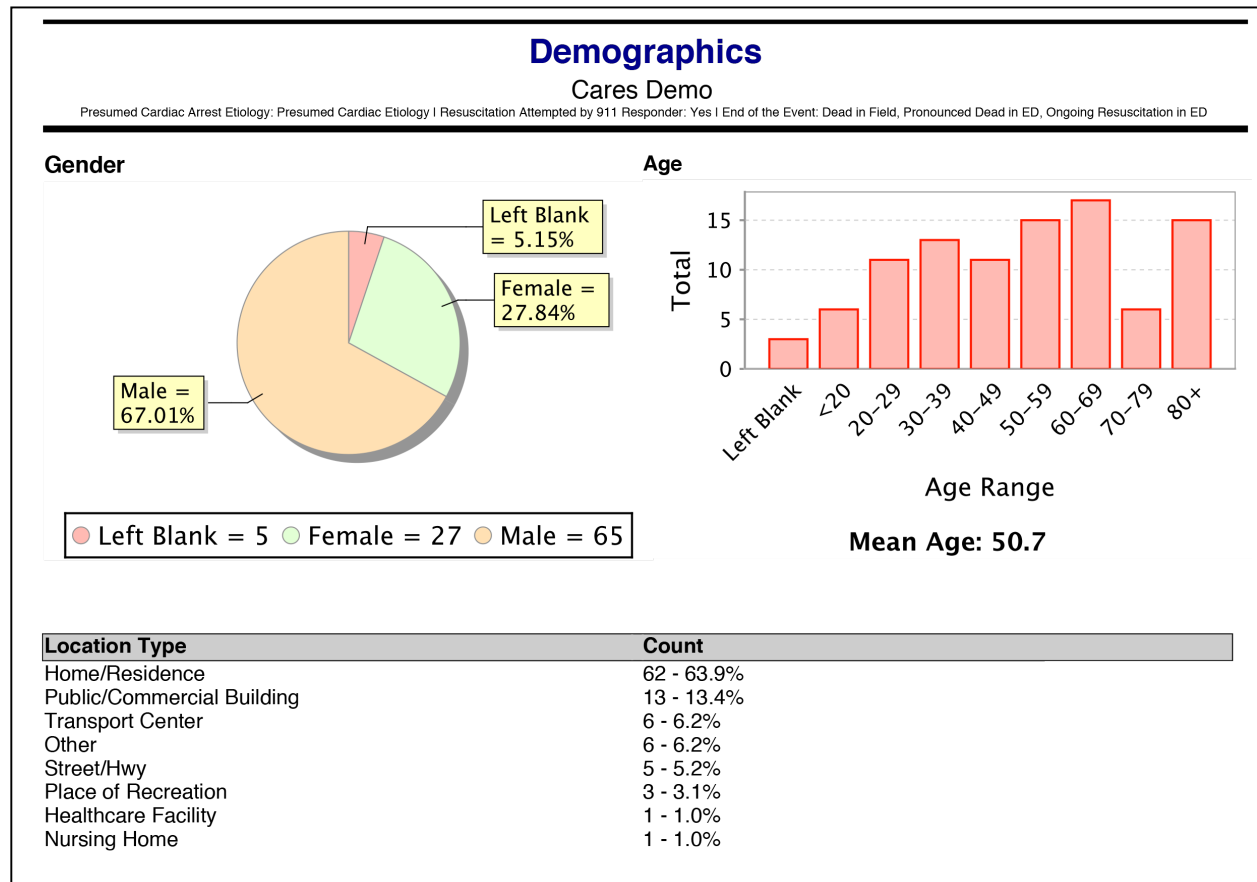 Demographics
Cares Demo
Presumed Cardiac Arrest Etiology: Presumed Cardiac Etiology | Resuscitation Attempted by 911 Responder: Yes | End of the Event: Dead in Field, Pronounced Dead in ED, Ongoing Resuscitation in ED
Gender
Left Blank
= 5.15%
Female =
27.84%
Male =
67.01%
Left Blank = 5 Female = 27 Male = 65
Age
Total
15
10
5
0
Left Blank
<20
20-29
30-39
40-49
50-59
60-69
70-79
80+
Age Range
Mean Age: 50.7
Location Type Count
Home/Residence 62 - 63.9%
Public/Commercial Building 13 - 13.4%
Transport Center 6 - 6.2%
Other 6 - 6.2%
Street/Hwy 5 - 5.2%
Place of Recreation 3 - 3.1%
Healthcare Facility 1 - 1.0%
Nursing Home 1 - 1.0%